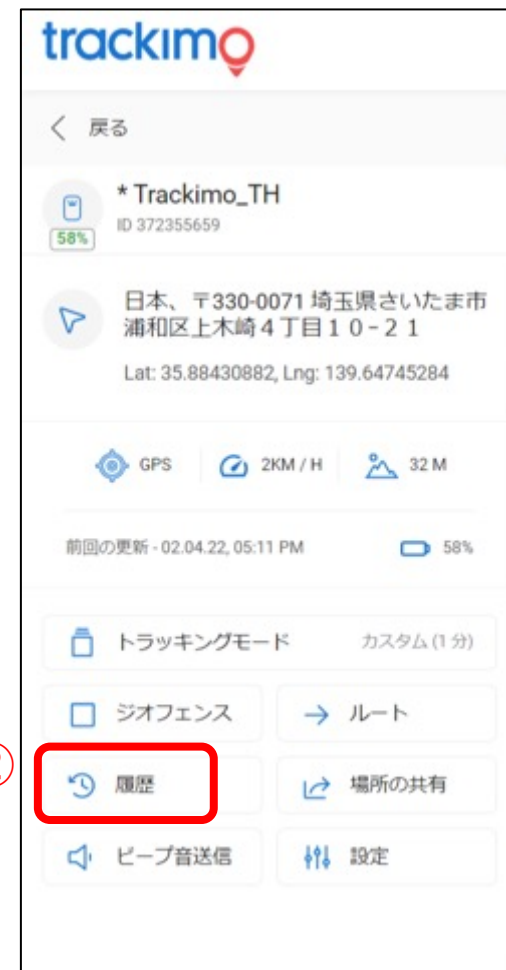 trackimo
戻る
* Trackimo_TH
ID 372355659
58%
日本、〒330-0071 埼玉県さいたま市
浦和区上木崎４丁目１０−２１
Lat: 35.88430882, Lng: 139.64745284
GPS 2KM / H 32 M
前回の更新 - 02.04.22, 05:11 PM 58%
トラッキングモード カスタム (1 分)
ジオフェンス ルート
履歴 場所の共有
ビープ音送信 設定